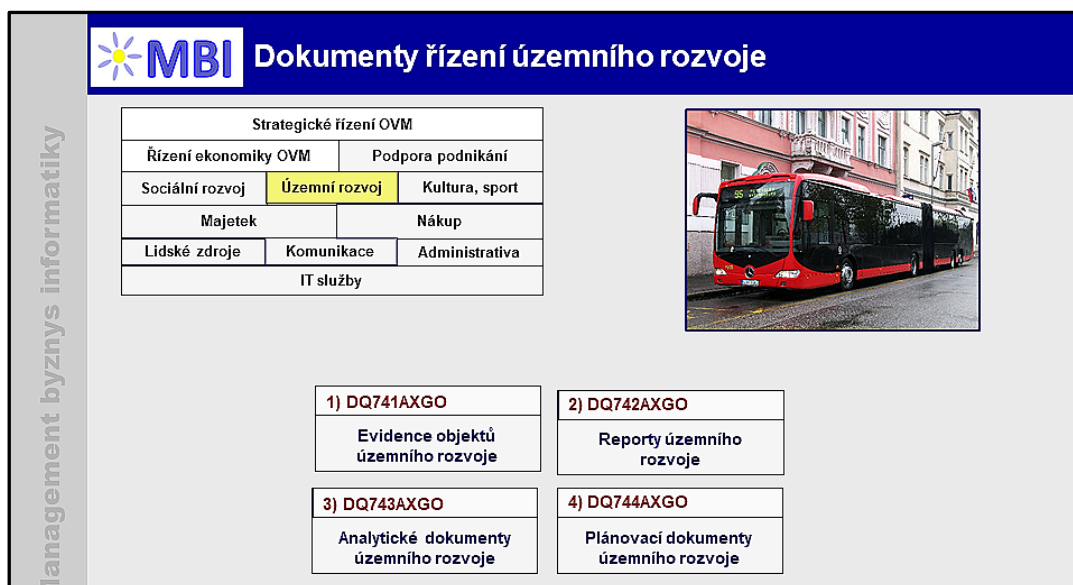 MBI
Dokumenty řízení územního rozvoje
Strategické řízení OVM
Řízení ekonomiky OVM
Podpora podnikání
Sociální rozvoj
Územní rozvoj
Kultura, sport
Majetek
Nákup
Lidské zdroje
Komunikace
Administrativa
IT služby
95
1) DQ741AXGO
Evidence objektů
územního rozvoje
2) DQ742AXGO
Reporty územního
rozvoje
3) DQ743AXGO
Analytické dokumenty
územního rozvoje
4) DQ744AXGO
Plánovací dokumenty
územního rozvoje
anagement byznys informatiky